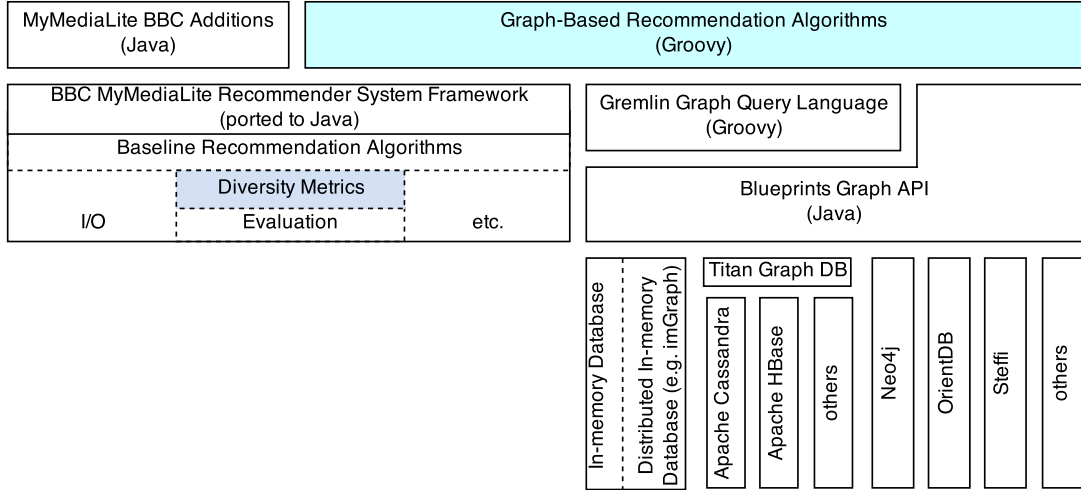 MyMediaLite BBC Additions
(Java)
Graph-Based Recommendation Algorithms
(Groovy)
BBC MyMediaLite Recommender System Framework
(ported to Java)
Baseline Recommendation Algorithms
Diversity Metrics
I/O
Evaluation
etc.
Gremlin Graph Query Language
(Groovy)
Blueprints Graph API
(Java)
In-memory Database
Distributed In-memory
Database (e.g. imGraph)
Titan Graph DB
Apache Cassandra
Apache HBase
others
Neo4j
OrientDB
Steffi
others